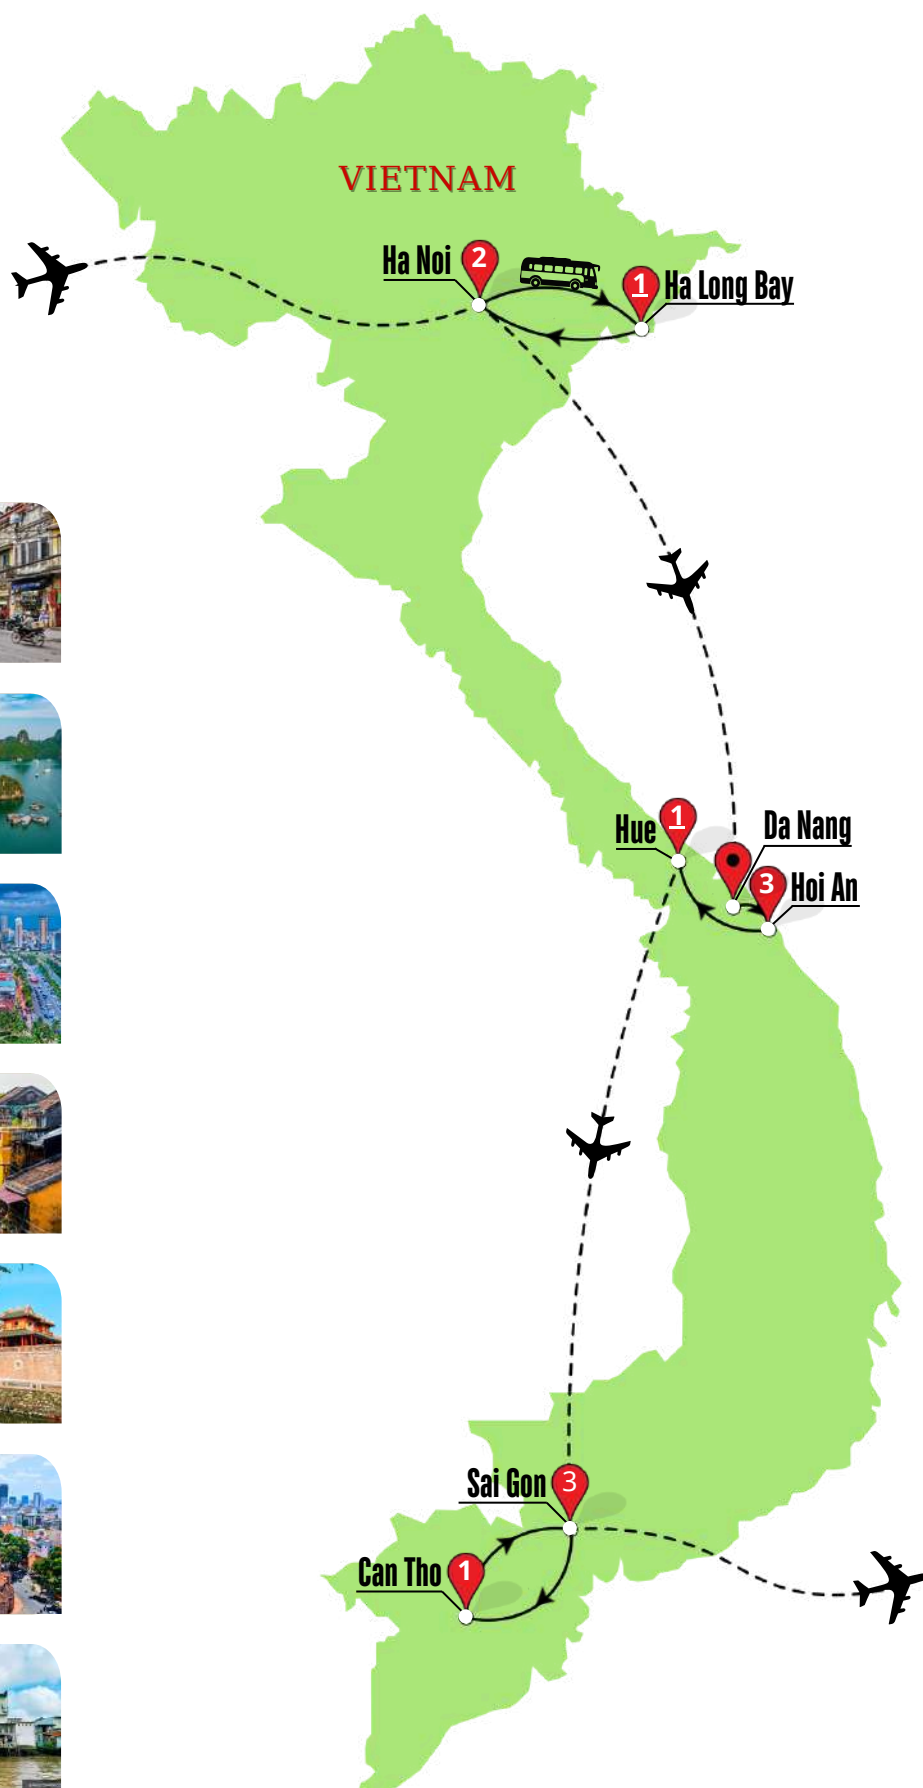 VIETNAM
Ha Noi 2
1 Ha Long Bay
Hue 1
Da Nang
3 Hoi An
Sai Gon 3
Can Tho 1